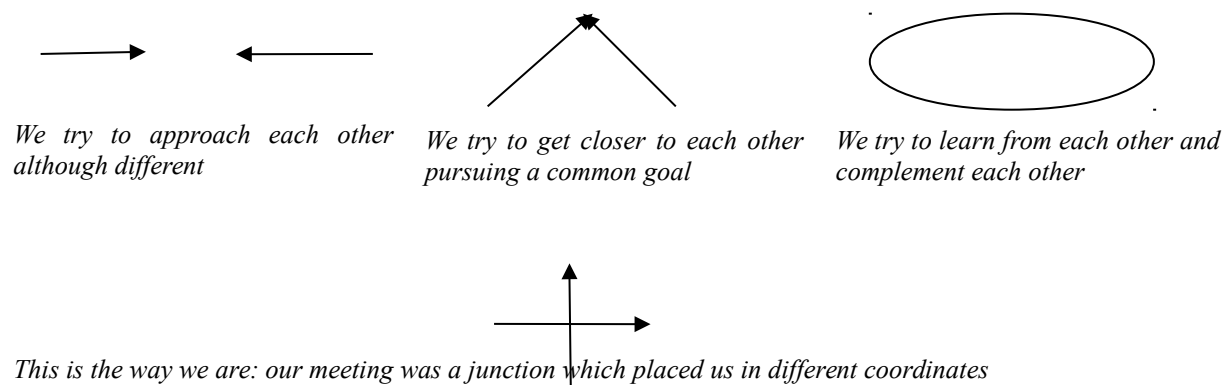 We try to approach each other
although different
We try to get closer to each other
pursuing a common goal
We try to learn from each other and
complement each other
This is the way we are: our meeting was a junction which placed us in different coordinates